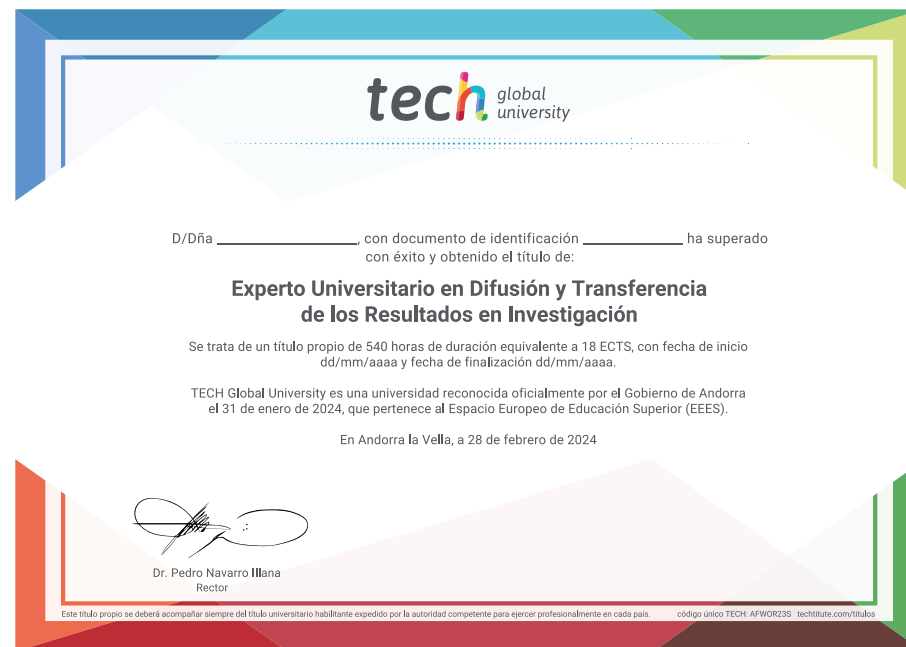 tech global university
D/Dña ________________, con documento de identificación ____________ ha superado
con éxito y obtenido el título de:
Experto Universitario en Difusión y Transferencia
de los Resultados en Investigación
Se trata de un título propio de 540 horas de duración equivalente a 18 ECTS, con fecha de inicio
dd/mm/aaaa y fecha de finalización dd/mm/aaaa.
TECH Global University es una universidad reconocida oficialmente por el Gobierno de Andorra
el 31 de enero de 2024, que pertenece al Espacio Europeo de Educación Superior (EEES).
En Andorra la Vella, a 28 de febrero de 2024
Dr. Pedro Navarro Illana
Rector
Este título propio se deberá acompañar siempre del título universitario habilitante expedido por la autoridad competente para ejercer profesionalmente en cada país. código único TECH: AFWOR23S techtitute.com/titulos